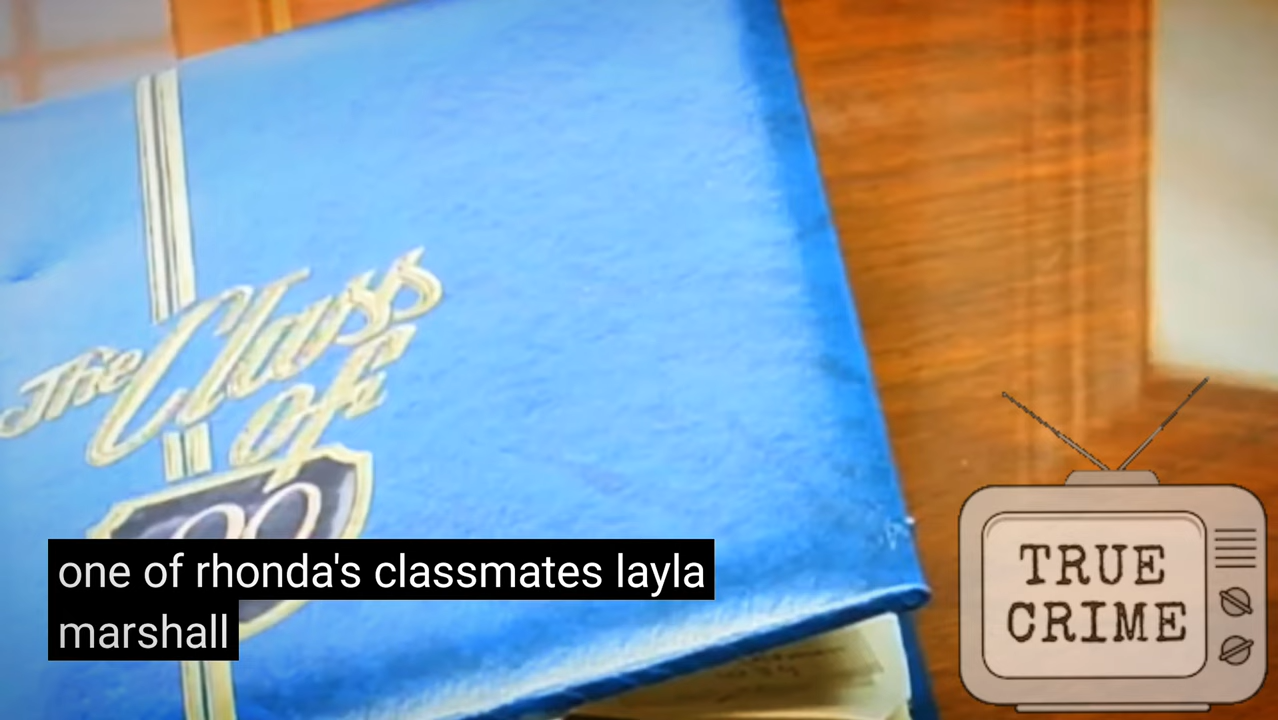 The Class
of
one of rhonda's classmates layla
marshall
TRUE
CRIME